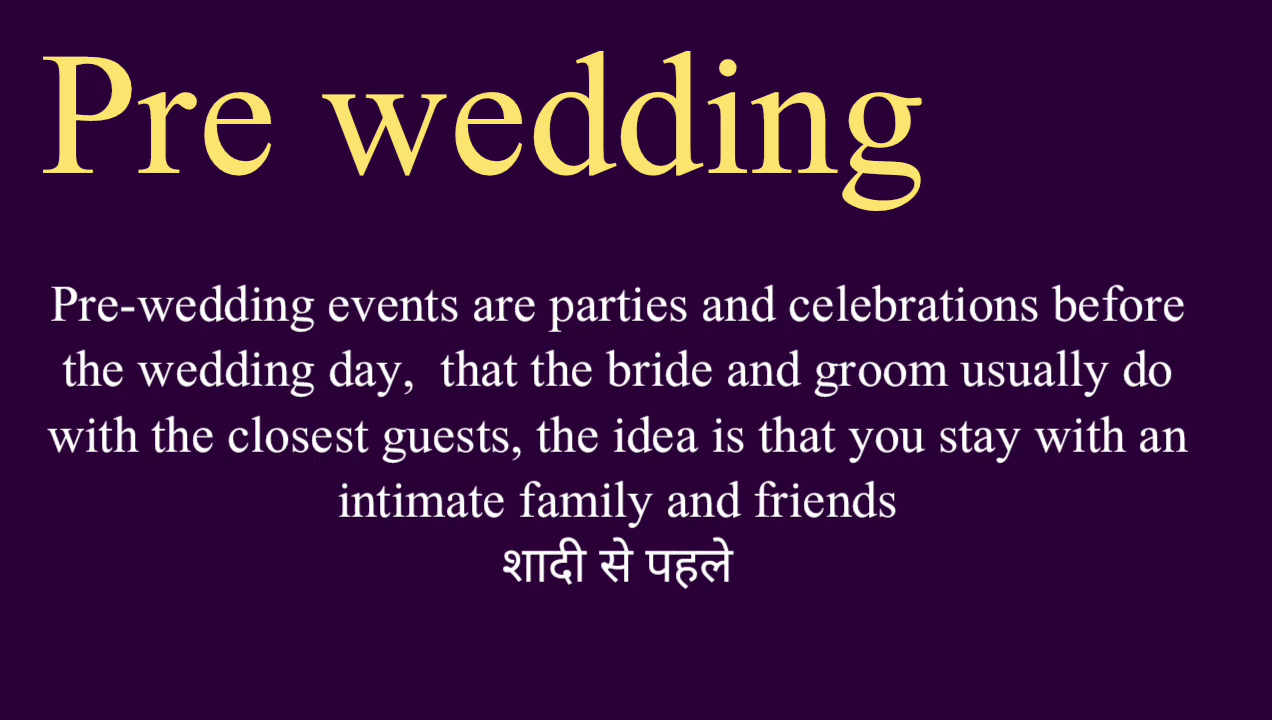 Pre wedding
Pre-wedding events are parties and celebrations before
the wedding day,  that the bride and groom usually do
with the closest guests, the idea is that you stay with an
intimate family and friends
शादी से पहले